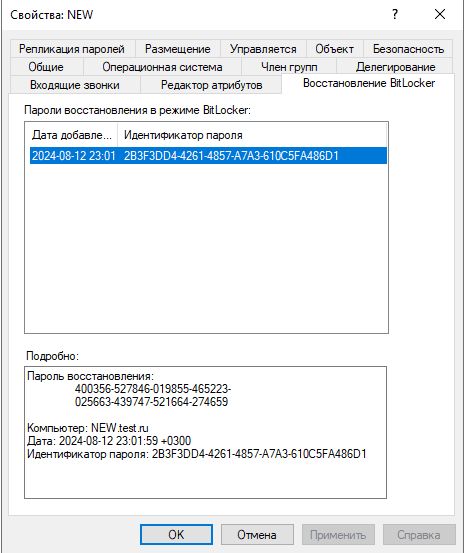 Свойства: NEW
Репликация паролей
Размещение
Управляется
Объект
Безопасность
Общие
Операционная система
Член групп
Делегирование
Входящие звонки
Редактор атрибутов
Восстановление BitLocker
Пароли восстановления в режиме BitLocker:
Дата добавле... Идентификатор пароля
2024-08-12 23:01 2B3F3DD4-4261-4857-A7A3-610C5FA486D1
Подробно:
Пароль восстановления:
400356-527846-019855-465223-
025663-439747-521664-274659
Компьютер: NEW.test.ru
Дата: 2024-08-12 23:01:59 +0300
Идентификатор пароля: 2B3F3DD4-4261-4857-A7A3-610C5FA486D1
OK
Отмена
Применить
Справка